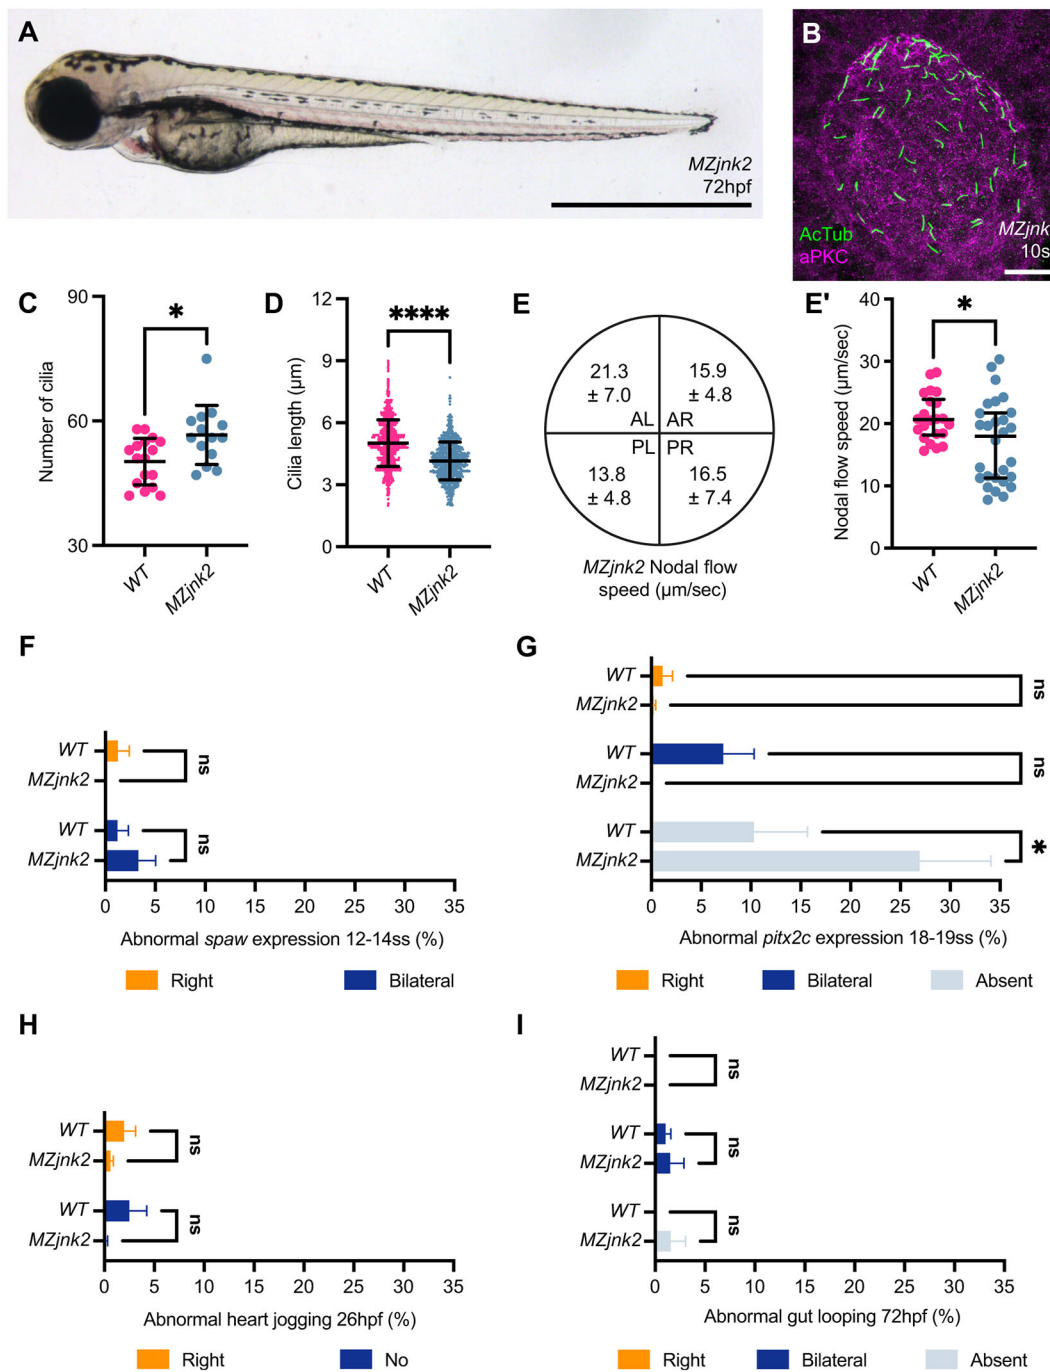 A
MZjnk2
72hpf
B
AcTub
aPKC
MZjnk
10s
C
Number of cilia
90
60
30
*
WT
MZjnk2
D
Cilia length (µm)
12
9
6
3
0
****
WT
MZjnk2
E
21.3
± 7.0
15.9
± 4.8
AL
AR
PL
PR
13.8
± 4.8
16.5
± 7.4
MZjnk2 Nodal flow
speed (µm/sec)
E'
Nodal flow speed (µm/sec)
40
30
20
10
0
*
WT
MZjnk2
F
WT
MZjnk2
ns
WT
MZjnk2
ns
0 5 10 15 20 25 30 35
Abnormal spaw expression 12-14ss (%)
Right
Bilateral
G
WT
MZjnk2
ns
WT
MZjnk2
ns
WT
MZjnk2
*
0 5 10 15 20 25 30 35
Abnormal pitx2c expression 18-19ss (%)
Right
Bilateral
Absent
H
WT
MZjnk2
ns
WT
MZjnk2
ns
0 5 10 15 20 25 30 35
Abnormal heart jogging 26hpf (%)
Right
No
I
WT
MZjnk2
ns
WT
MZjnk2
ns
WT
MZjnk2
ns
0 5 10 15 20 25 30 35
Abnormal gut looping 72hpf (%)
Right
Bilateral
Absent